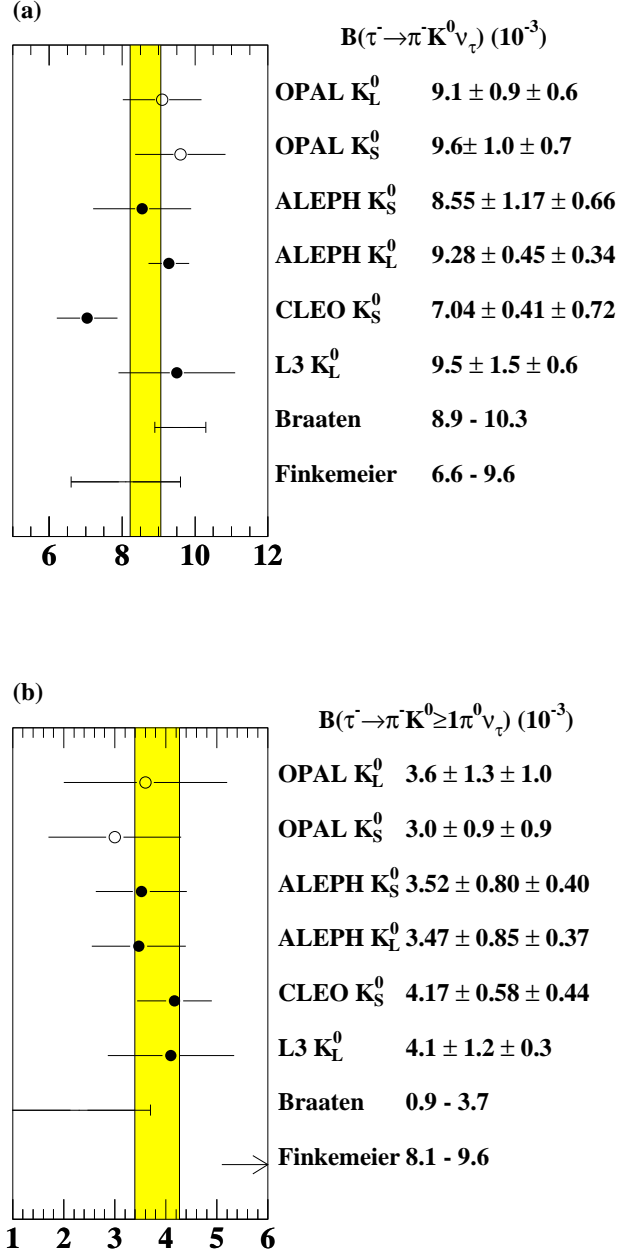 (a)
B(τ⁻→π⁻K⁰ν_τ) (10⁻³)
OPAL K⁰_L 9.1 ± 0.9 ± 0.6
OPAL K⁰_S 9.6± 1.0 ± 0.7
ALEPH K⁰_S 8.55 ± 1.17 ± 0.66
ALEPH K⁰_L 9.28 ± 0.45 ± 0.34
CLEO K⁰_S 7.04 ± 0.41 ± 0.72
L3 K⁰_L 9.5 ± 1.5 ± 0.6
Braaten 8.9 - 10.3
Finkemeier 6.6 - 9.6
6 8 10 12
(b)
B(τ⁻→π⁻K⁰≥1π⁰ν_τ) (10⁻³)
OPAL K⁰_L 3.6 ± 1.3 ± 1.0
OPAL K⁰_S 3.0 ± 0.9 ± 0.9
ALEPH K⁰_S 3.52 ± 0.80 ± 0.40
ALEPH K⁰_L 3.47 ± 0.85 ± 0.37
CLEO K⁰_S 4.17 ± 0.58 ± 0.44
L3 K⁰_L 4.1 ± 1.2 ± 0.3
Braaten 0.9 - 3.7
Finkemeier 8.1 - 9.6
1 2 3 4 5 6